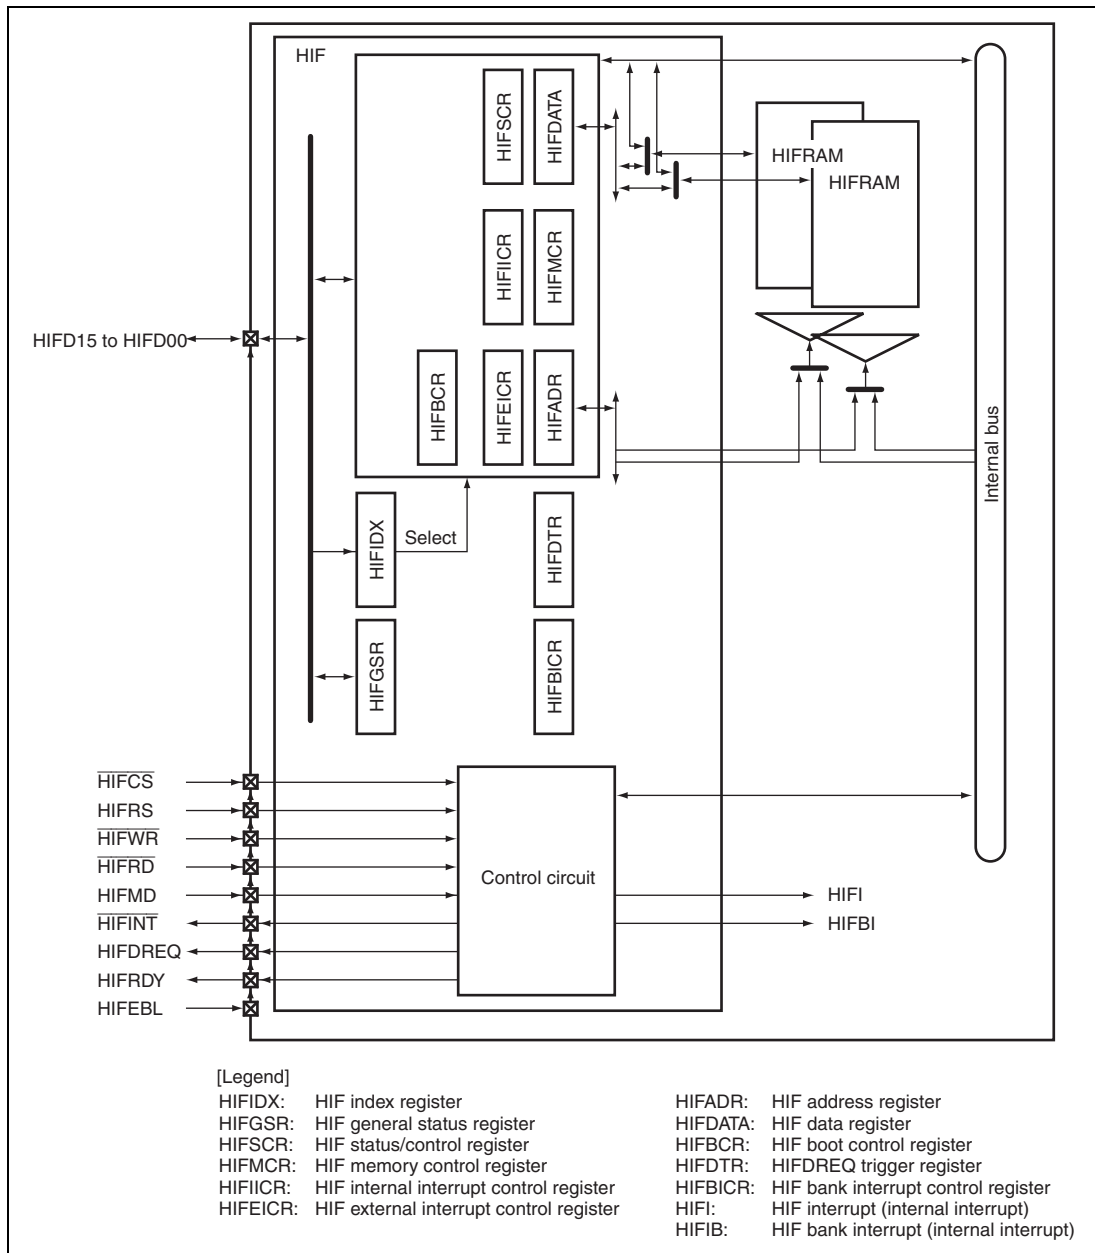 HIF
HIFSCR
HIFDATA
HIFRAM
HIFRAM
HIFIICR
HIFMCR
HIFD15 to HIFD00
HIFBCR
HIFEICR
HIFADR
Internal bus
HIFIDX
Select
HIFDTR
HIFGSR
HIFBICR
HIFCS
HIFRS
HIFWR
HIFRD
HIFMD
HIFINT
HIFDREQ
HIFRDY
HIFEBL
Control circuit
HIFI
HIFBI
[Legend]
HIFIDX: HIF index register
HIFGSR: HIF general status register
HIFSCR: HIF status/control register
HIFMCR: HIF memory control register
HIFIICR: HIF internal interrupt control register
HIFEICR: HIF external interrupt control register
HIFADR: HIF address register
HIFDATA: HIF data register
HIFBCR: HIF boot control register
HIFDTR: HIFDREQ trigger register
HIFBICR: HIF bank interrupt control register
HIFI: HIF interrupt (internal interrupt)
HIFIB: HIF bank interrupt (internal interrupt)